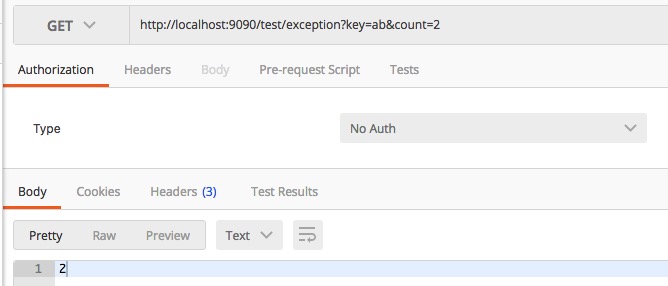 GET http://localhost:9090/test/exception?key=ab&count=2
Authorization Headers Body Pre-request Script Tests
Type No Auth
Body Cookies Headers (3) Test Results
Pretty Raw Preview Text
1 2